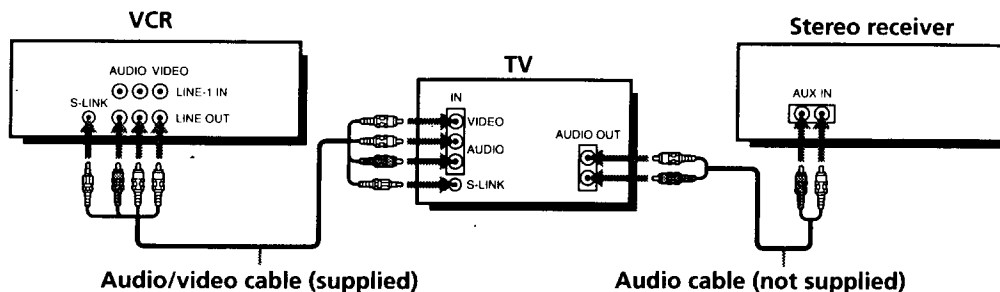 VCR
AUDIO VIDEO
LINE-1 IN
S-LINK
LINE OUT
TV
IN
VIDEO
AUDIO
S-LINK
AUDIO OUT
Stereo receiver
AUX IN
Audio/video cable (supplied)
Audio cable (not supplied)